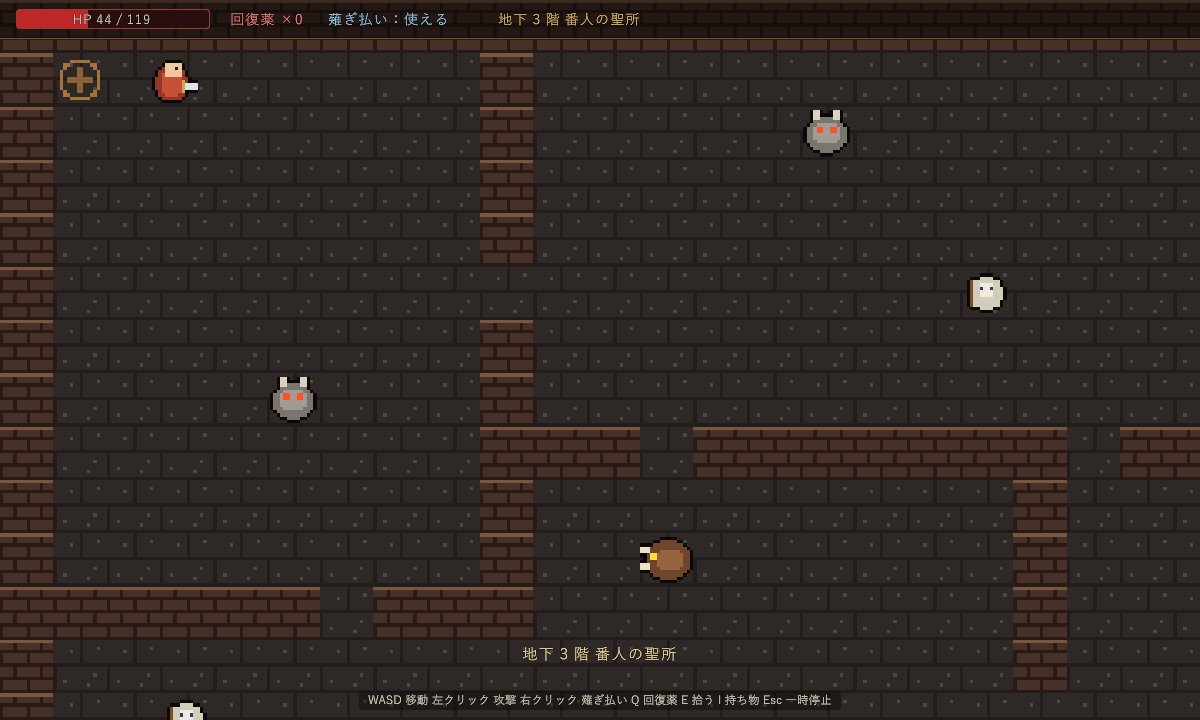 HP 44 / 119 回復薬 ×0 薙ぎ払い：使える 地下 3 階 番人の聖所
地下 3 階 番人の聖所
WASD 移動 左クリック 攻撃 右クリック 薙ぎ払い Q 回復薬 E 拾う I 持ち物 Esc 一時停止